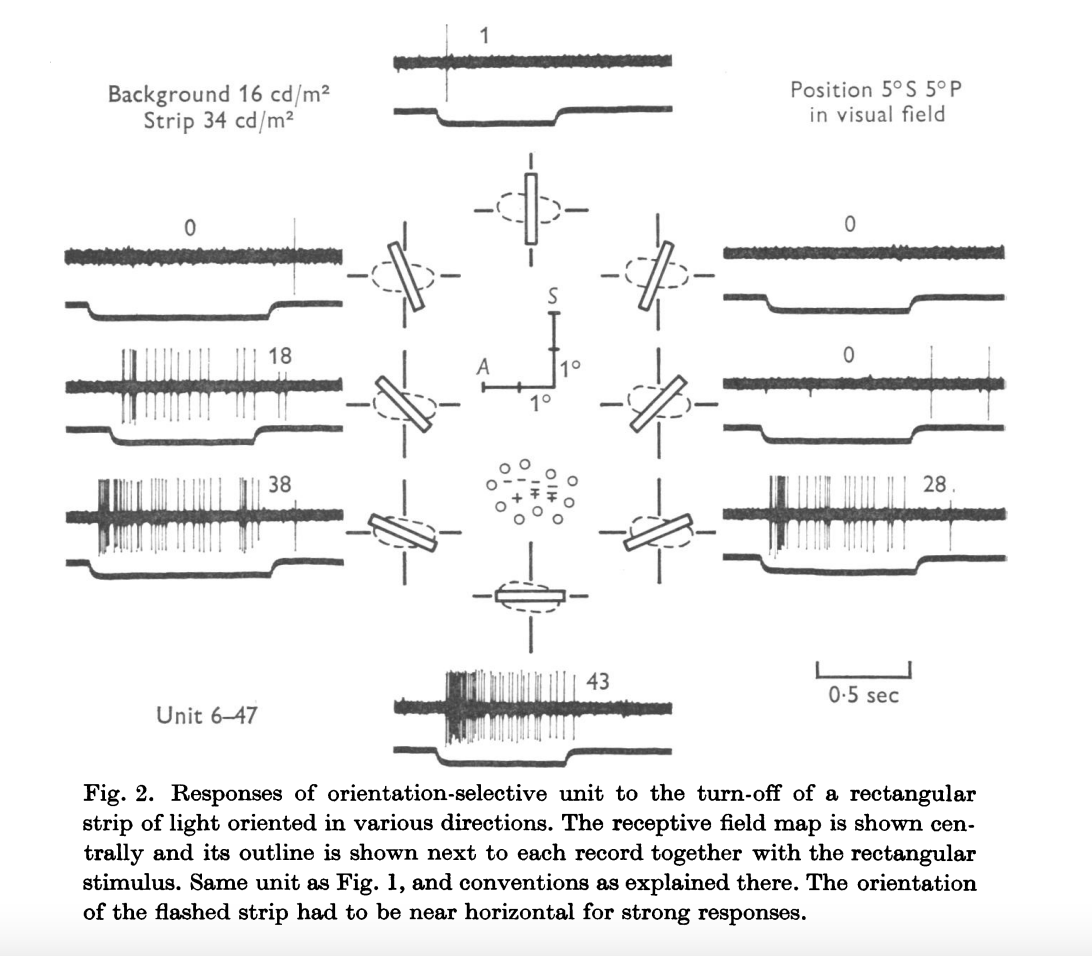 1
Background 16 cd/m²
Strip 34 cd/m²
Position 5°S 5°P
in visual field
0
0
S
18
A
1°
1°
0
38
28
43
Unit 6–47
0·5 sec
Fig. 2. Responses of orientation-selective unit to the turn-off of a rectangular
strip of light oriented in various directions. The receptive field map is shown cen-
trally and its outline is shown next to each record together with the rectangular
stimulus. Same unit as Fig. 1, and conventions as explained there. The orientation
of the flashed strip had to be near horizontal for strong responses.